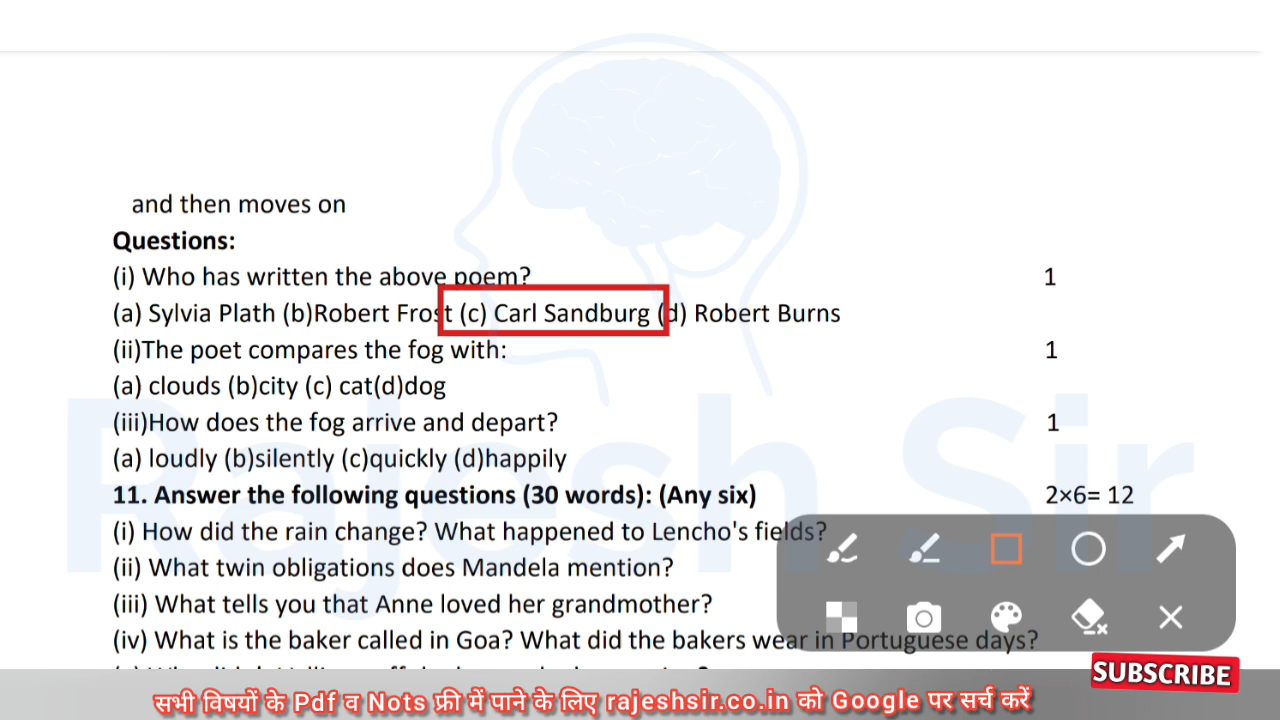 and then moves on
Questions:
(i) Who has written the above poem? 1
(a) Sylvia Plath (b)Robert Frost (c) Carl Sandburg (d) Robert Burns
(ii)The poet compares the fog with: 1
(a) clouds (b)city (c) cat(d)dog
(iii)How does the fog arrive and depart? 1
(a) loudly (b)silently (c)quickly (d)happily
11. Answer the following questions (30 words): (Any six) 2×6= 12
(i) How did the rain change? What happened to Lencho's fields?
(ii) What twin obligations does Mandela mention?
(iii) What tells you that Anne loved her grandmother?
(iv) What is the baker called in Goa? What did the bakers wear in Portuguese days?
Rajesh Sir
SUBSCRIBE
सभी विषयों के Pdf व Nots फ्री में पाने के लिए rajeshsir.co.in को Google पर सर्च करें